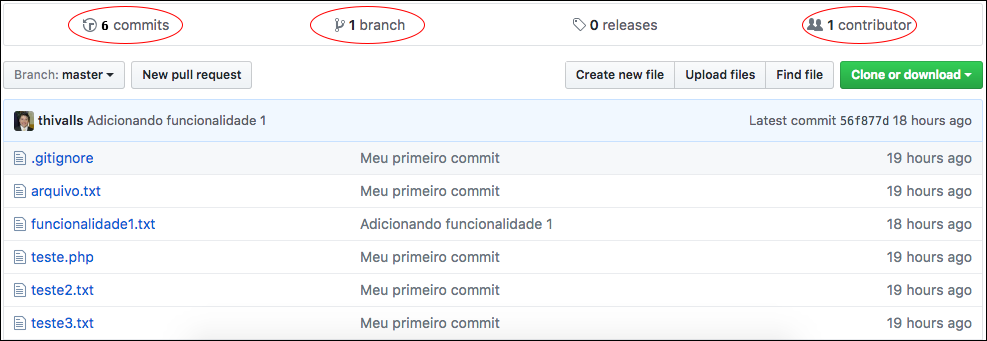 6 commits 1 branch 0 releases 1 contributor
Branch: master New pull request Create new file Upload files Find file Clone or download
thivalls Adicionando funcionalidade 1 Latest commit 56f877d 18 hours ago
.gitignore Meu primeiro commit 19 hours ago
arquivo.txt Meu primeiro commit 19 hours ago
funcionalidade1.txt Adicionando funcionalidade 1 18 hours ago
teste.php Meu primeiro commit 19 hours ago
teste2.txt Meu primeiro commit 19 hours ago
teste3.txt Meu primeiro commit 19 hours ago